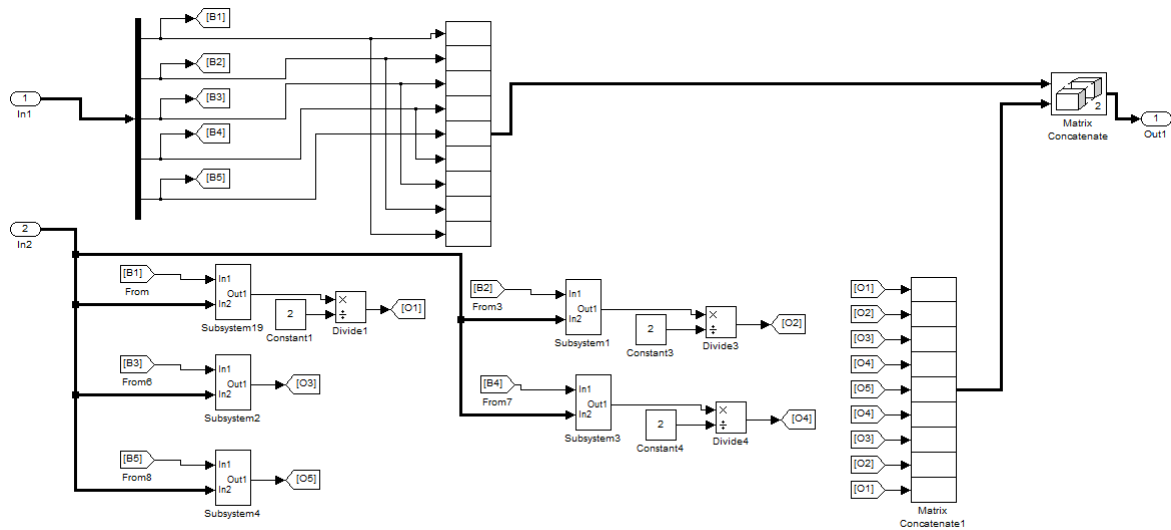 [B1]
[B2]
[B3]
[B4]
[B5]
1
In1
2
Matrix
Concatenate
1
Out1
2
In2
[B1]
From
In1
In2
Out1
Subsystem19
2
Constant1
×
÷
Divide1
[O1]
[B2]
From3
In1
In2
Out1
Subsystem1
2
Constant3
×
÷
Divide3
[O2]
[B3]
From6
In1
In2
Out1
Subsystem2
[O3]
[B4]
From7
In1
In2
Out1
Subsystem3
2
Constant4
×
÷
Divide4
[O4]
[B5]
From8
In1
In2
Out1
Subsystem4
[O5]
[O1]
[O2]
[O3]
[O4]
[O5]
[O4]
[O3]
[O2]
[O1]
Matrix
Concatenate1